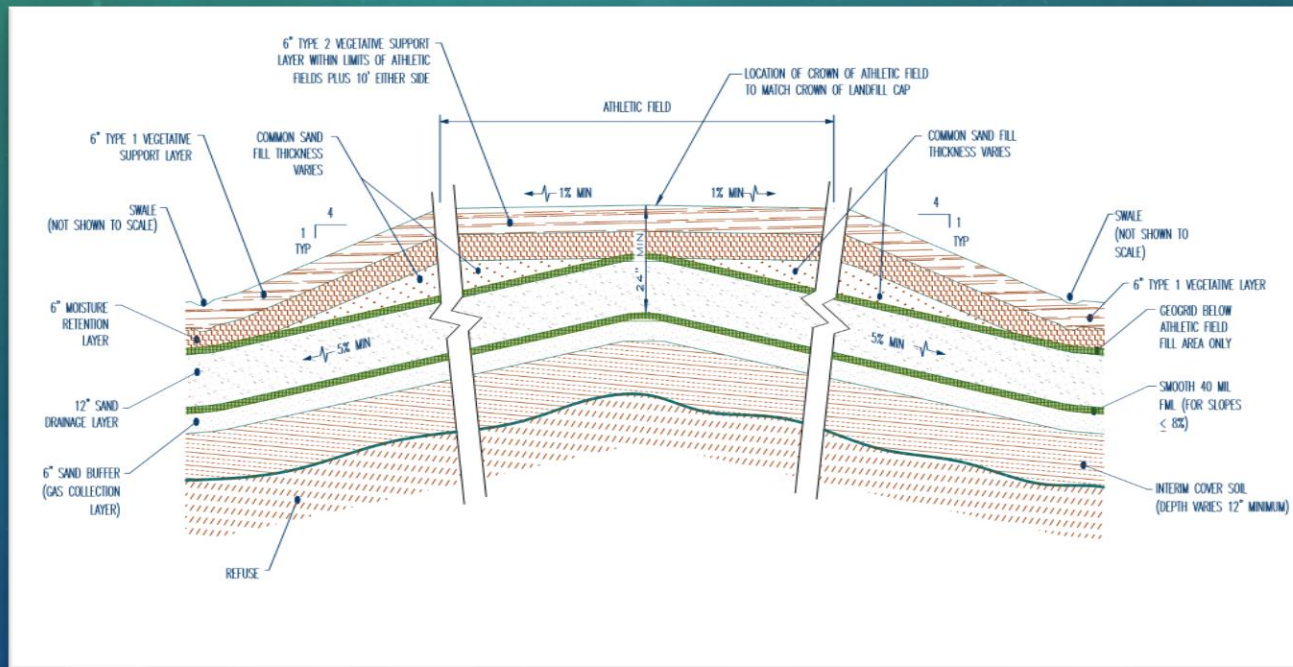 6" TYPE 2 VEGETATIVE SUPPORT
LAYER WITHIN LIMITS OF ATHLETIC
FIELDS PLUS 10' EITHER SIDE
LOCATION OF CROWN OF ATHLETIC FIELD
TO MATCH CROWN OF LANDFILL CAP
ATHLETIC FIELD
6" TYPE 1 VEGETATIVE
SUPPORT LAYER
COMMON SAND
FILL THICKNESS
VARIES
COMMON SAND FILL
THICKNESS VARIES
1% MIN
1% MIN
SWALE
(NOT SHOWN TO SCALE)
4
1
TYP
4
1
TYP
SWALE
(NOT SHOWN TO
SCALE)
24" MIN
6" MOISTURE
RETENTION
LAYER
6" TYPE 1 VEGETATIVE LAYER
GEOGRID BELOW
ATHLETIC FIELD
FILL AREA ONLY
5% MIN
5% MIN
12" SAND
DRAINAGE LAYER
SMOOTH 40 MIL
FML (FOR SLOPES
≤ 8%)
6" SAND BUFFER
(GAS COLLECTION
LAYER)
INTERIM COVER SOIL
(DEPTH VARIES 12" MINIMUM)
REFUSE